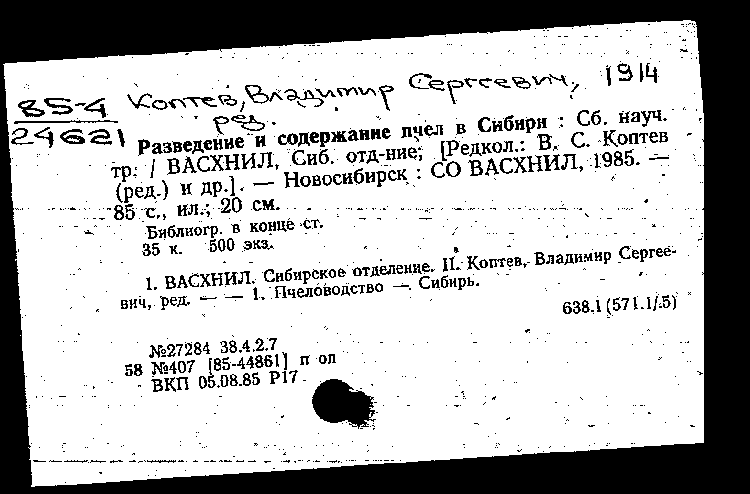 85-4
24621
Коптев, Владимир Сергеевич, 1914
ред.
Разведение и содержание пчел в Сибири : Сб. науч.
тр. / ВАСХНИЛ, Сиб. отд-ние; [Редкол.: В. С. Коптев
(ред.) и др.]. — Новосибирск : СО ВАСХНИЛ, 1985. —
85 с., ил.; 20 см.
Библиогр. в конце ст.
35 к. 500 экз.
1. ВАСХНИЛ. Сибирское отделение. II. Коптев, Владимир Сергее-
вич, ред. — — 1. Пчеловодство — Сибирь.
638.1(571.1/.5)
№27284 38.4.2.7
58 №407 [85-44861] п ол
ВКП 05.08.85 Р17